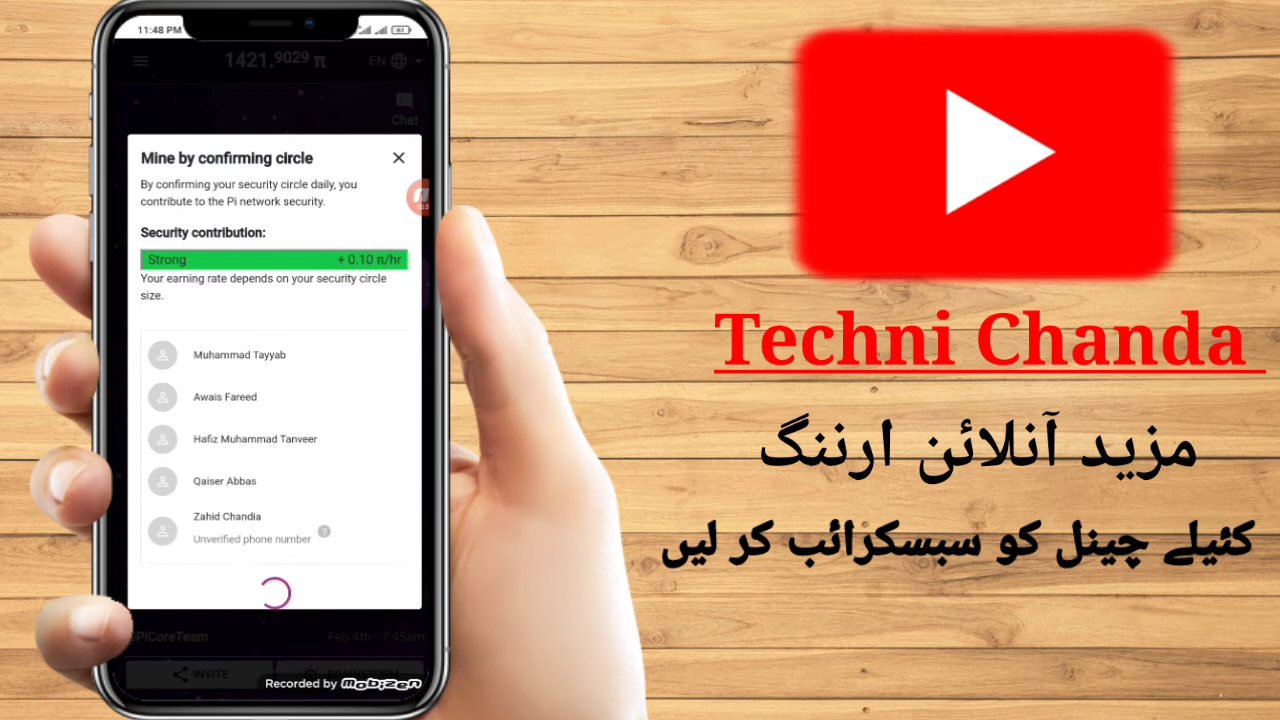 11:48 PM
61
1421.9029 π
EN
Chat
Mine by confirming circle
By confirming your security circle daily, you
contribute to the Pi network security.
Security contribution:
Strong + 0.10 π/hr
Your earning rate depends on your security circle
size.
Muhammad Tayyab
Awais Fareed
Hafiz Muhammad Tanveer
Qaiser Abbas
Zahid Chandia
Unverified phone number ?
@PiCoreTeam Feb 4th - 7:45am
INVITE
Recorded by mobizen
Techni Chanda
مزید آنلائن ارننگ
کئیلے چینل کو سبسکرائب کر لیں